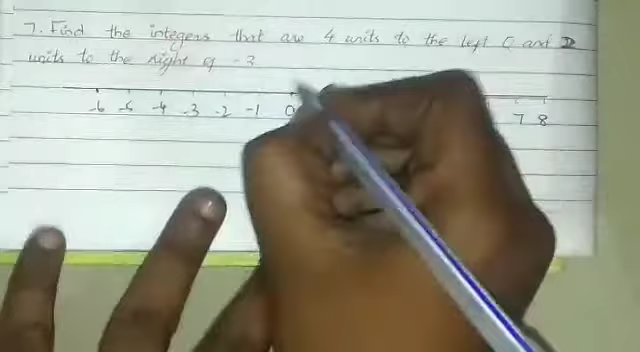 7. Find the integers that are 4 units to the left C and D
units to the right of -3
-6 -5 -4 -3 -2 -1 0 7 8